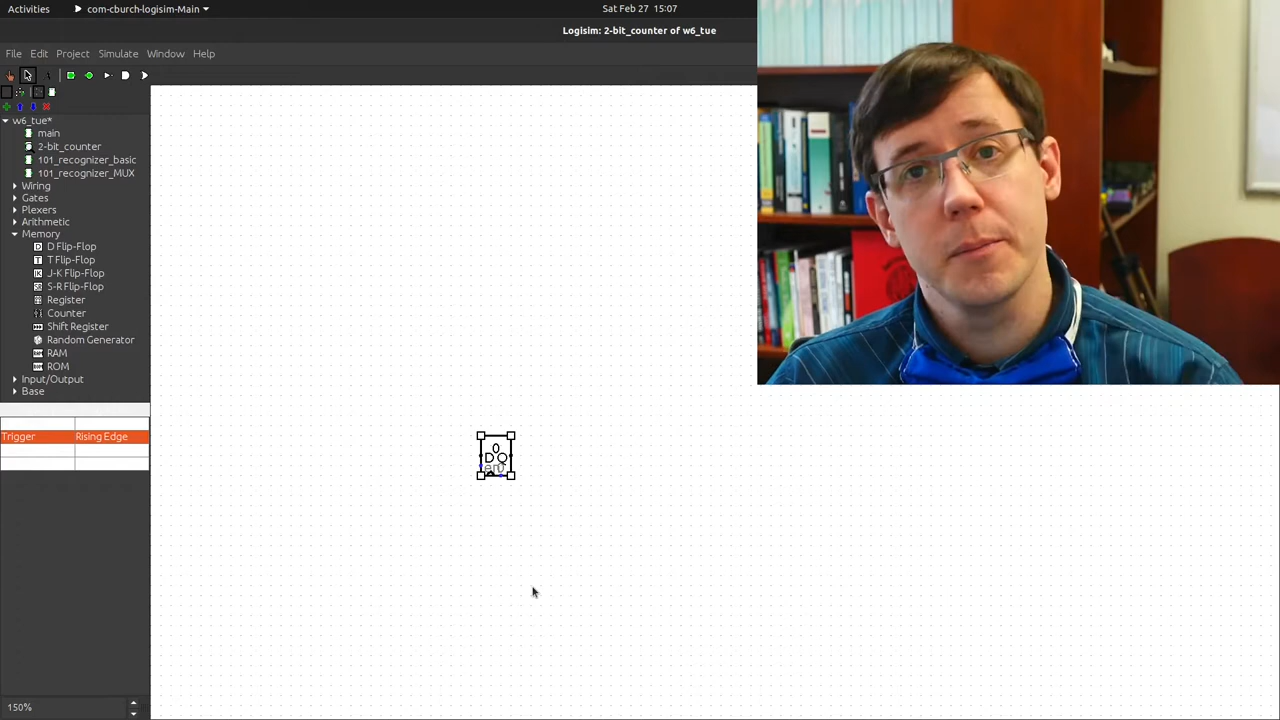 Activities com-cburch-logisim-Main Sat Feb 27 15:07
Logisim: 2-bit_counter of w6_tue
File Edit Project Simulate Window Help
w6_tue*
main
2-bit_counter
101_recognizer_basic
101_recognizer_MUX
Wiring
Gates
Plexers
Arithmetic
Memory
D Flip-Flop
T Flip-Flop
J-K Flip-Flop
S-R Flip-Flop
Register
Counter
Shift Register
Random Generator
RAM
ROM
Input/Output
Base
Trigger Rising Edge
0
D Q
en0
150%